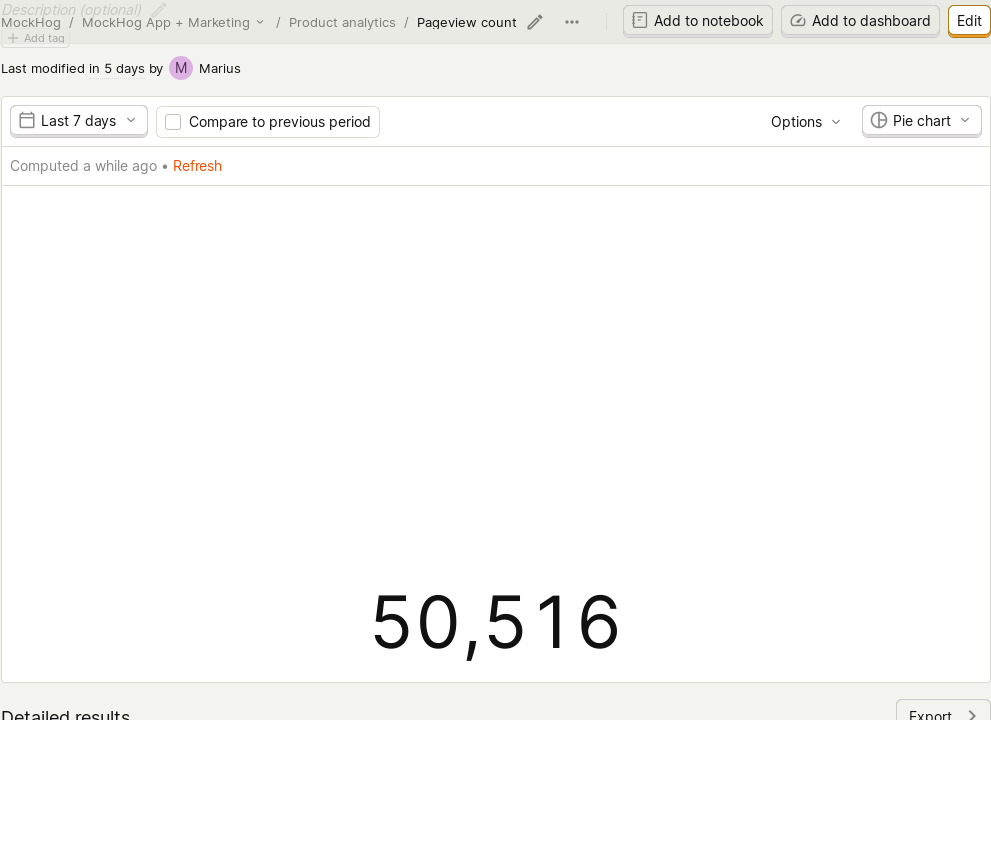 Description (optional)
MockHog / MockHog App + Marketing / Product analytics / Pageview count
Add to notebook
Add to dashboard
Edit
Add tag
Last modified in 5 days by M Marius
Last 7 days
Compare to previous period
Options
Pie chart
Computed a while ago • Refresh
50,516
Detailed results
Export